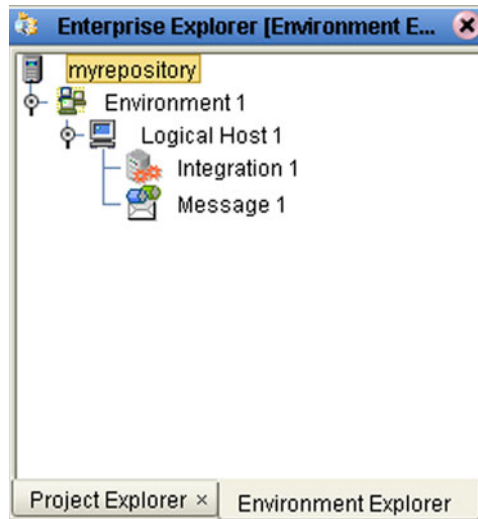 Enterprise Explorer [Environment E...
myrepository
Environment 1
Logical Host 1
Integration 1
Message 1
Project Explorer ×
Environment Explorer